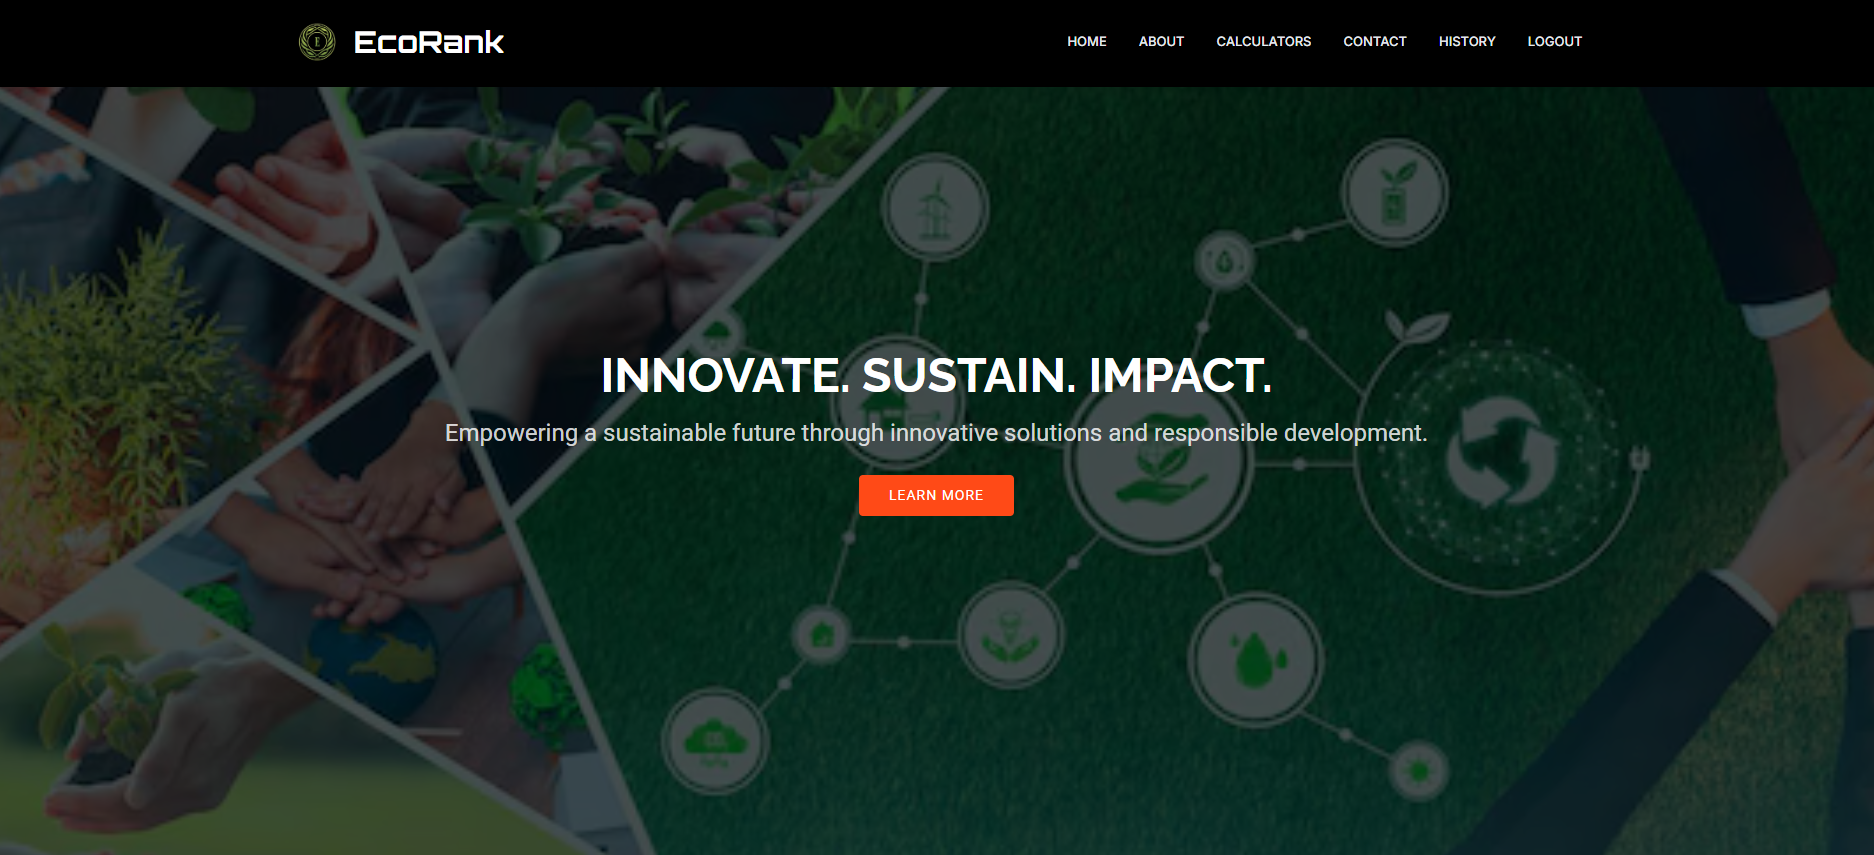 EcoRank
HOME ABOUT CALCULATORS CONTACT HISTORY LOGOUT
INNOVATE. SUSTAIN. IMPACT.
Empowering a sustainable future through innovative solutions and responsible development.
LEARN MORE